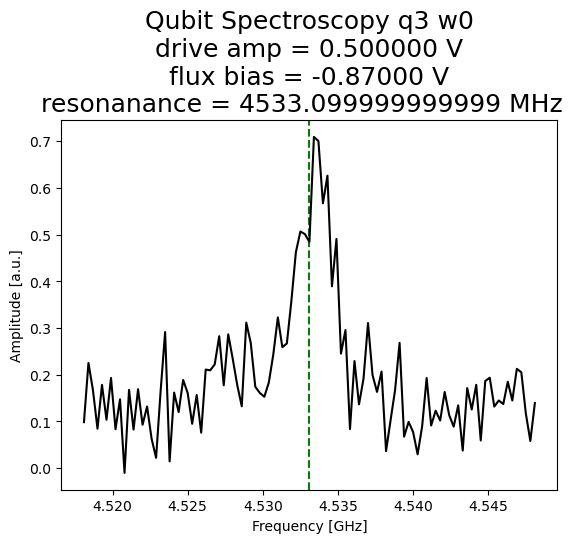 Qubit Spectroscopy q3 w0
drive amp = 0.500000 V
flux bias = -0.87000 V
resonanance = 4533.099999999999 MHz
0.7
0.6
0.5
0.4
0.3
0.2
0.1
0.0
Amplitude [a.u.]
4.520 4.525 4.530 4.535 4.540 4.545
Frequency [GHz]